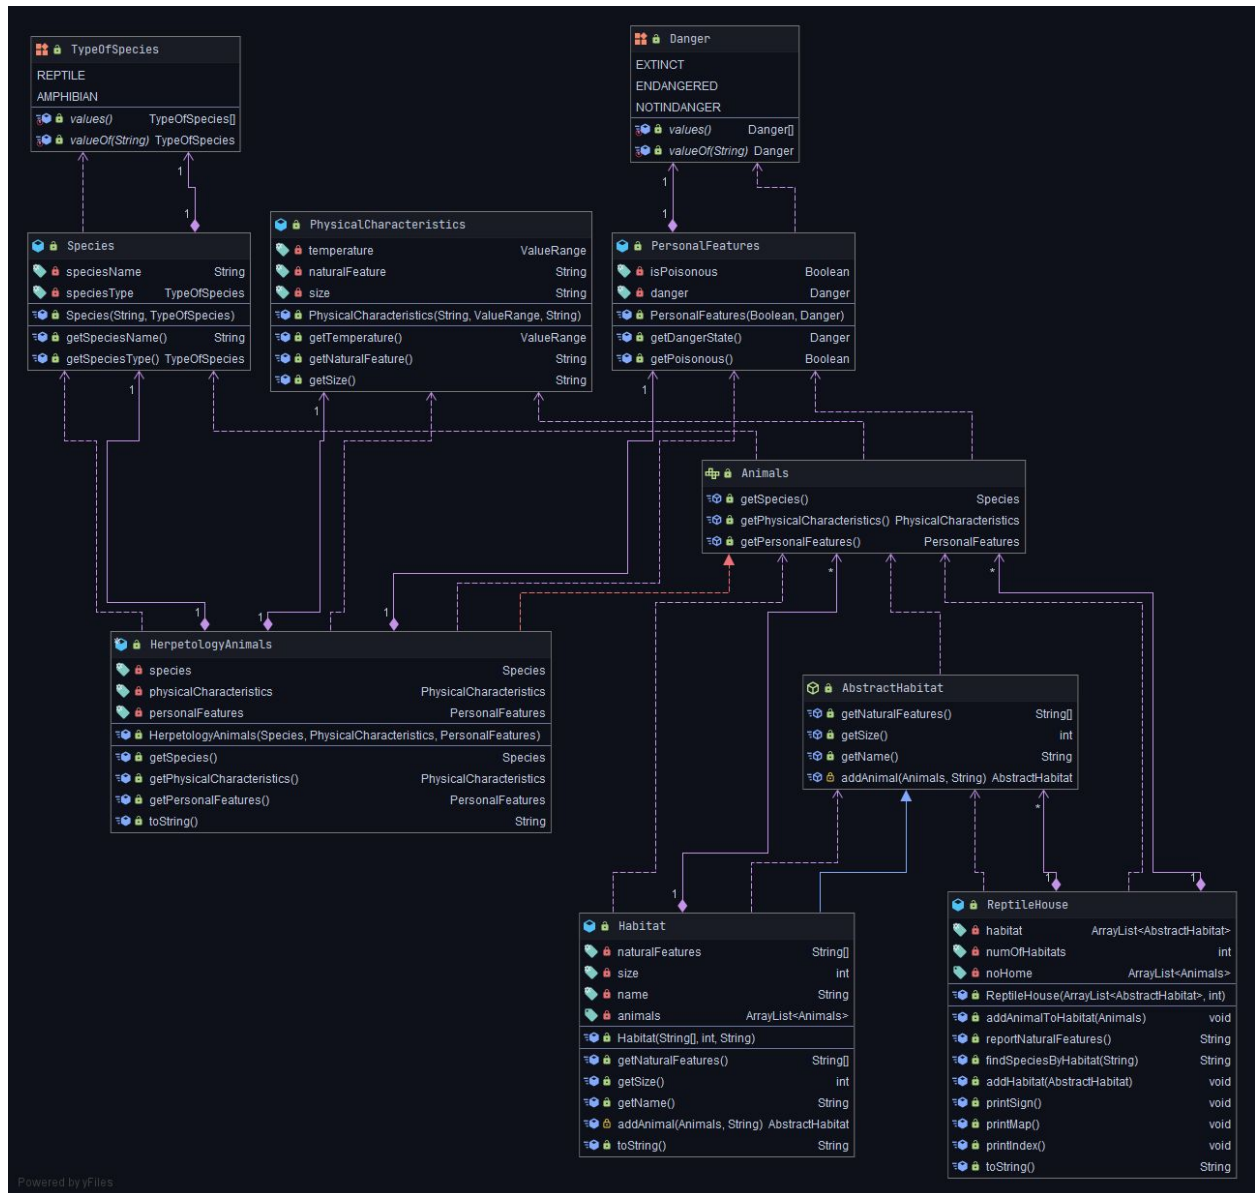 TypeOfSpecies
REPTILE
AMPHIBIAN
values() TypeOfSpecies[]
valueOf(String) TypeOfSpecies
Danger
EXTINCT
ENDANGERED
NOTINDANGER
values() Danger[]
valueOf(String) Danger
1
1
1
1
Species
speciesName String
speciesType TypeOfSpecies
Species(String, TypeOfSpecies)
getSpeciesName() String
getSpeciesType() TypeOfSpecies
PhysicalCharacteristics
temperature ValueRange
naturalFeature String
size String
PhysicalCharacteristics(String, ValueRange, String)
getTemperature() ValueRange
getNaturalFeature() String
getSize() String
PersonalFeatures
isPoisonous Boolean
danger Danger
PersonalFeatures(Boolean, Danger)
getDangerState() Danger
getPoisonous() Boolean
1
1
1
Animals
getSpecies() Species
getPhysicalCharacteristics() PhysicalCharacteristics
getPersonalFeatures() PersonalFeatures
*
*
1
1
1
HerpetologyAnimals
species Species
physicalCharacteristics PhysicalCharacteristics
personalFeatures PersonalFeatures
HerpetologyAnimals(Species, PhysicalCharacteristics, PersonalFeatures)
getSpecies() Species
getPhysicalCharacteristics() PhysicalCharacteristics
getPersonalFeatures() PersonalFeatures
toString() String
AbstractHabitat
getNaturalFeatures() String[]
getSize() int
getName() String
addAnimal(Animals, String) AbstractHabitat
*
1
1
1
Habitat
naturalFeatures String[]
size int
name String
animals ArrayList<Animals>
Habitat(String[], int, String)
getNaturalFeatures() String[]
getSize() int
getName() String
addAnimal(Animals, String) AbstractHabitat
toString() String
ReptileHouse
habitat ArrayList<AbstractHabitat>
numOfHabitats int
noHome ArrayList<Animals>
ReptileHouse(ArrayList<AbstractHabitat>, int)
addAnimalToHabitat(Animals) void
reportNaturalFeatures() String
findSpeciesByHabitat(String) String
addHabitat(AbstractHabitat) void
printSign() void
printMap() void
printIndex() void
toString() String
Powered by yFiles